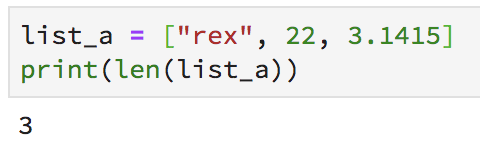 list_a = ["rex", 22, 3.1415]
print(len(list_a))
3